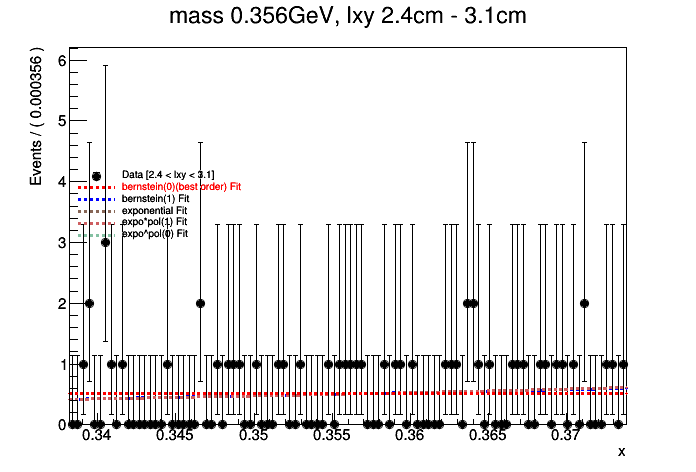 mass 0.356GeV, lxy 2.4cm - 3.1cm
Events / ( 0.000356 )
6
5
4
3
2
1
0
Data [2.4 < lxy < 3.1]
bernstein(0)(best order) Fit
bernstein(1) Fit
exponential Fit
expo*pol(1) Fit
expo^pol(0) Fit
0.34 0.345 0.35 0.355 0.36 0.365 0.37
x